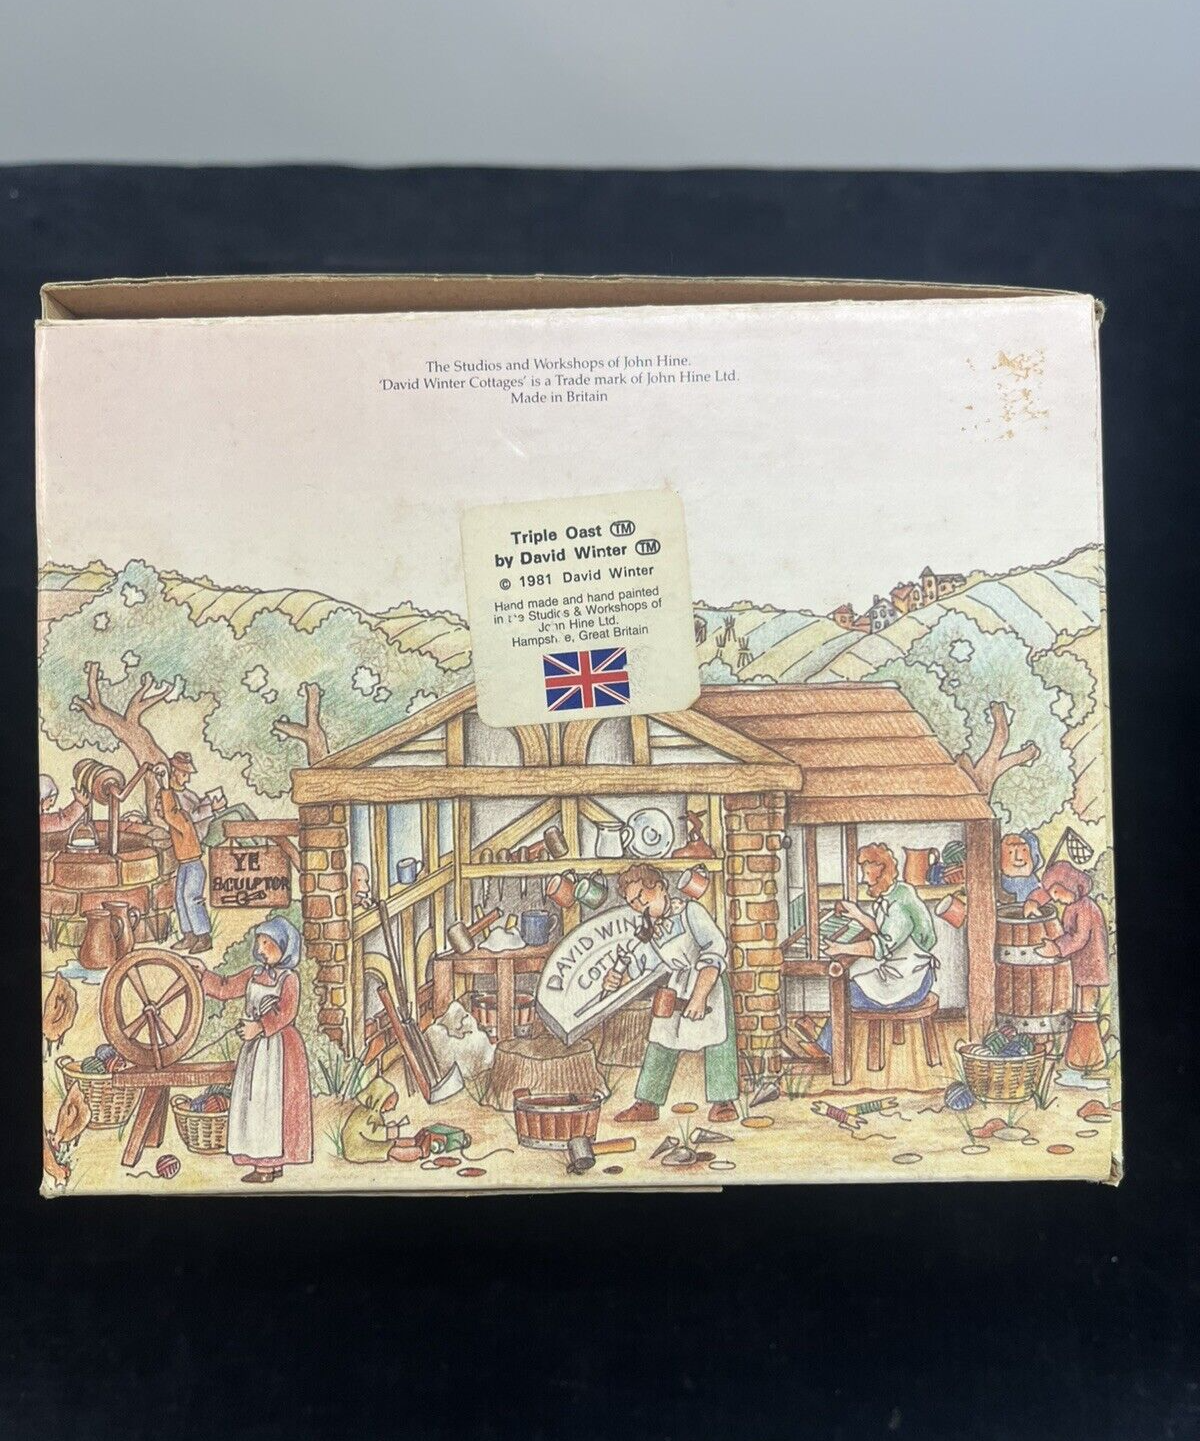 The Studios and Workshops of John Hine.
'David Winter Cottages' is a Trade mark of John Hine Ltd.
Made in Britain
Triple Oast TM
by David Winter TM
© 1981 David Winter
Hand made and hand painted
in Studios & Workshops of
John Hine Ltd.
Great Britain
YE
SCULPTOR
DAVID WIN
COTTAG